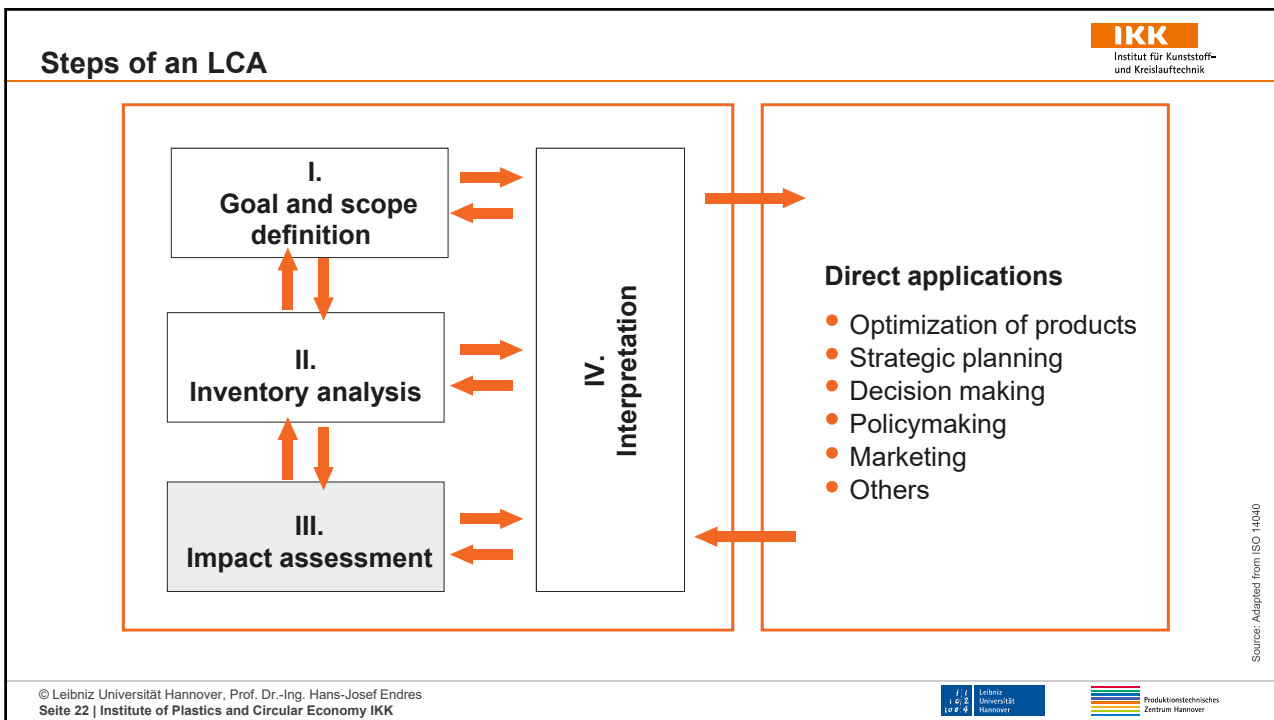 Steps of an LCA
IKK
Institut für Kunststoff-
und Kreislauftechnik
I.
Goal and scope
definition
II.
Inventory analysis
III.
Impact assessment
IV.
Interpretation
Direct applications
• Optimization of products
• Strategic planning
• Decision making
• Policymaking
• Marketing
• Others
Source: Adapted from ISO 14040
© Leibniz Universität Hannover, Prof. Dr.-Ing. Hans-Josef Endres
Seite 22 | Institute of Plastics and Circular Economy IKK
Leibniz
Universität
Hannover
Produktionstechnisches
Zentrum Hannover